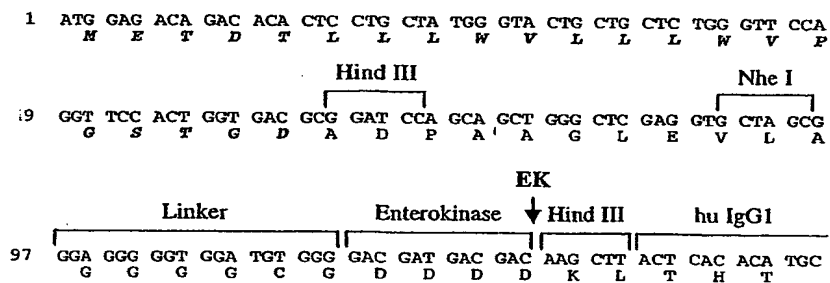 1 ATG GAG ACA GAC ACA CTC CTG CTA TGG GTA CTG CTG CTC TGG GTT CCA
M E T D T L L L W V L L L W V P
Hind III Nhe I
49 GGT TCC ACT GGT GAC GCG GAT CCA GCA GCT GGG CTC GAG GTG CTA GCG
G S T G D A D P A A G L E V L A
EK
Linker Enterokinase Hind III hu IgG1
97 GGA GGG GGT GGA TGT GGG GAC GAT GAC GAC AAG CTT ACT CAC ACA TGC
G G G G C G D D D D K L T H T